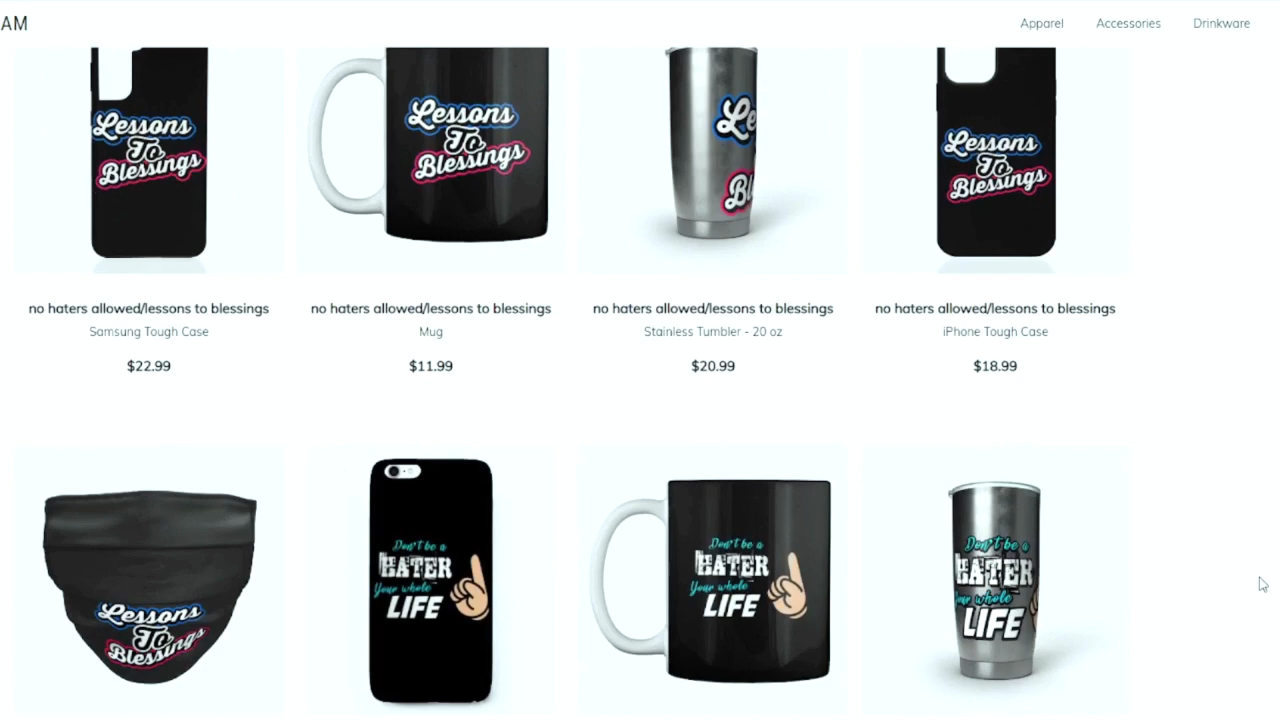 AM
Apparel
Accessories
Drinkware
Lessons
To
Blessings
Lessons
To
Blessings
Lessons
To
Blessings
no haters allowed/lessons to blessings
Samsung Tough Case
$22.99
no haters allowed/lessons to blessings
Mug
$11.99
no haters allowed/lessons to blessings
Stainless Tumbler - 20 oz
$20.99
no haters allowed/lessons to blessings
iPhone Tough Case
$18.99
Lessons
To
Blessings
Don't be a
HATER
Your whole
LIFE
Don't be a
HATER
Your whole
LIFE
Don't be a
HATER
Your whole
LIFE